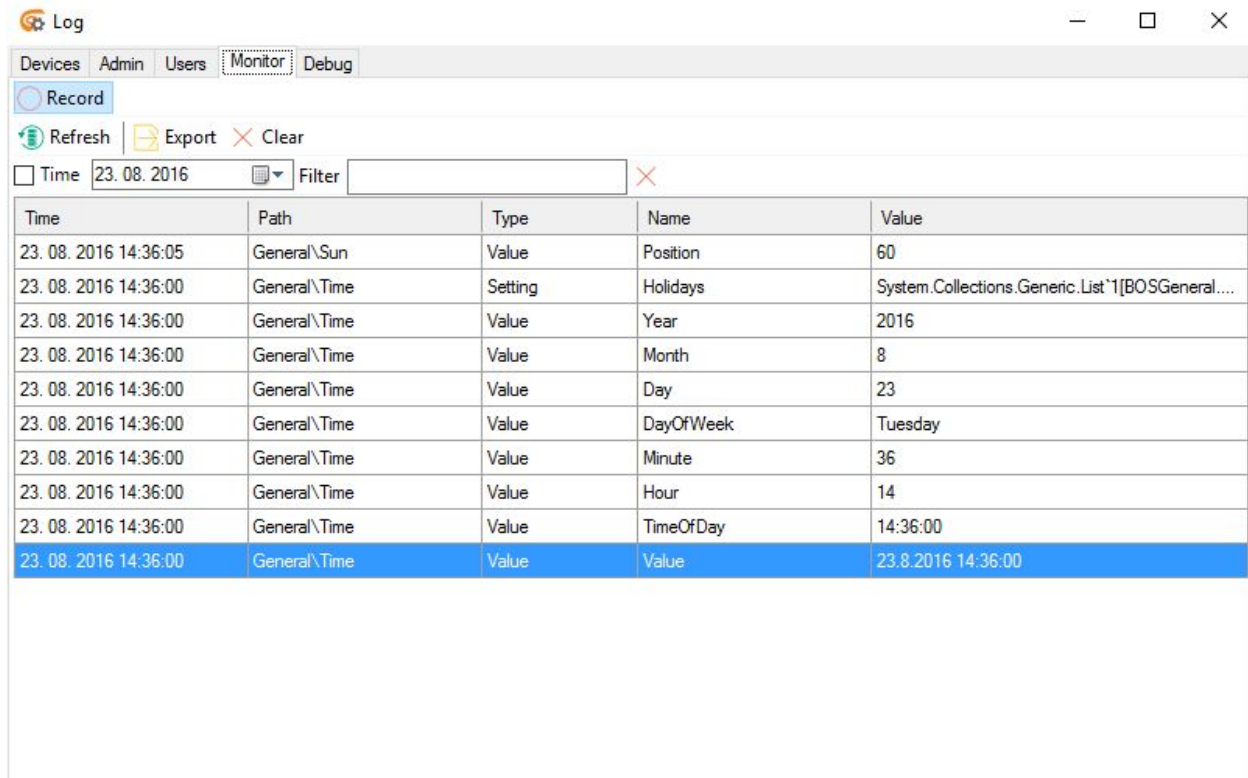 Log
Devices Admin Users Monitor Debug
Record
Refresh Export Clear
Time 23. 08. 2016 Filter
Time Path Type Name Value
23. 08. 2016 14:36:05 General\Sun Value Position 60
23. 08. 2016 14:36:00 General\Time Setting Holidays System.Collections.Generic.List`1[BOSGeneral....
23. 08. 2016 14:36:00 General\Time Value Year 2016
23. 08. 2016 14:36:00 General\Time Value Month 8
23. 08. 2016 14:36:00 General\Time Value Day 23
23. 08. 2016 14:36:00 General\Time Value DayOfWeek Tuesday
23. 08. 2016 14:36:00 General\Time Value Minute 36
23. 08. 2016 14:36:00 General\Time Value Hour 14
23. 08. 2016 14:36:00 General\Time Value TimeOfDay 14:36:00
23. 08. 2016 14:36:00 General\Time Value Value 23.8.2016 14:36:00